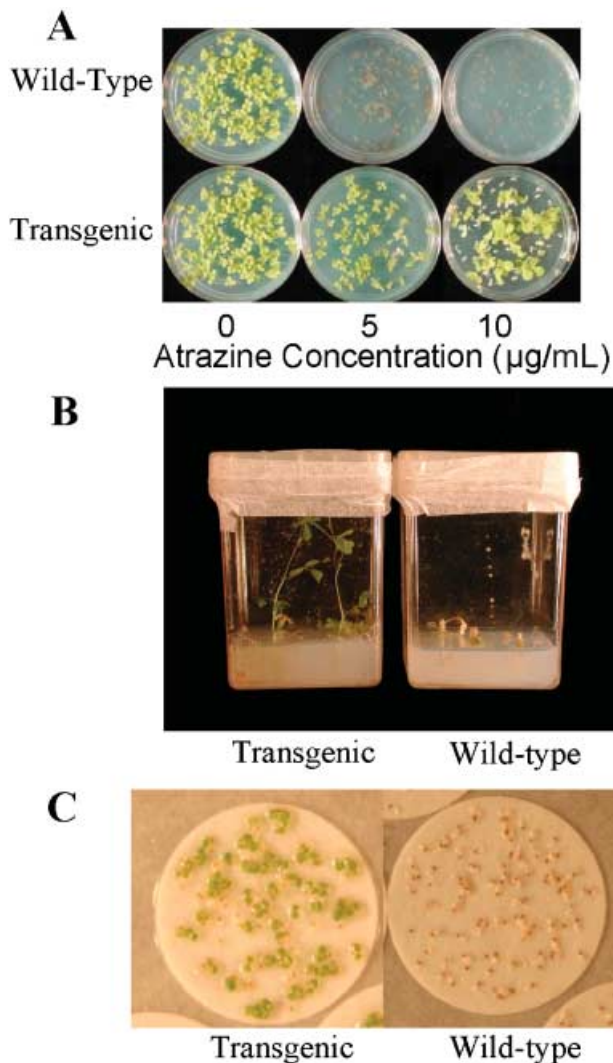 A
Wild-Type
Transgenic
0 5 10
Atrazine Concentration (µg/mL)
B
Transgenic Wild-type
C
Transgenic Wild-type